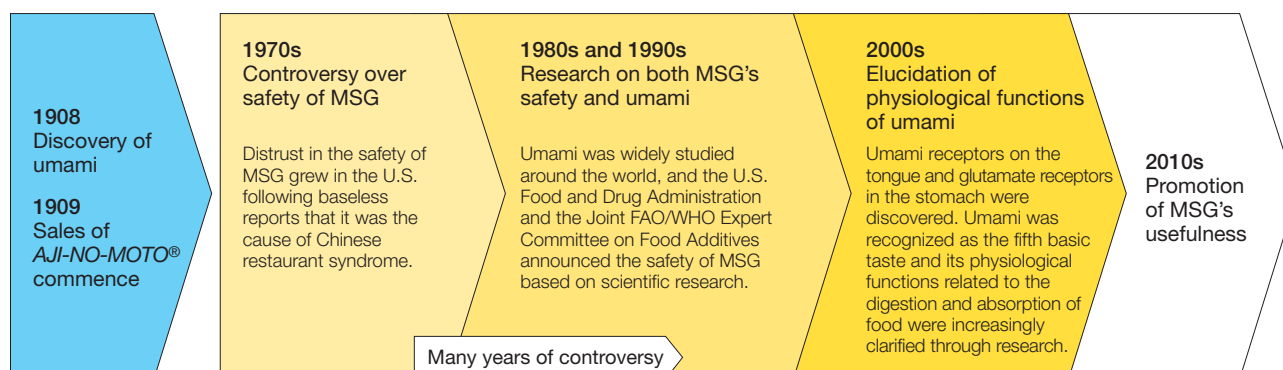 1908
Discovery of
umami
1909
Sales of
AJI-NO-MOTO®
commence
1970s
Controversy over
safety of MSG
Distrust in the safety of
MSG grew in the U.S.
following baseless
reports that it was the
cause of Chinese
restaurant syndrome.
1980s and 1990s
Research on both MSG's
safety and umami
Umami was widely studied
around the world, and the U.S.
Food and Drug Administration
and the Joint FAO/WHO Expert
Committee on Food Additives
announced the safety of MSG
based on scientific research.
Many years of controversy
2000s
Elucidation of
physiological functions
of umami
Umami receptors on the
tongue and glutamate receptors
in the stomach were
discovered. Umami was
recognized as the fifth basic
taste and its physiological
functions related to the
digestion and absorption of
food were increasingly
clarified through research.
2010s
Promotion
of MSG's
usefulness